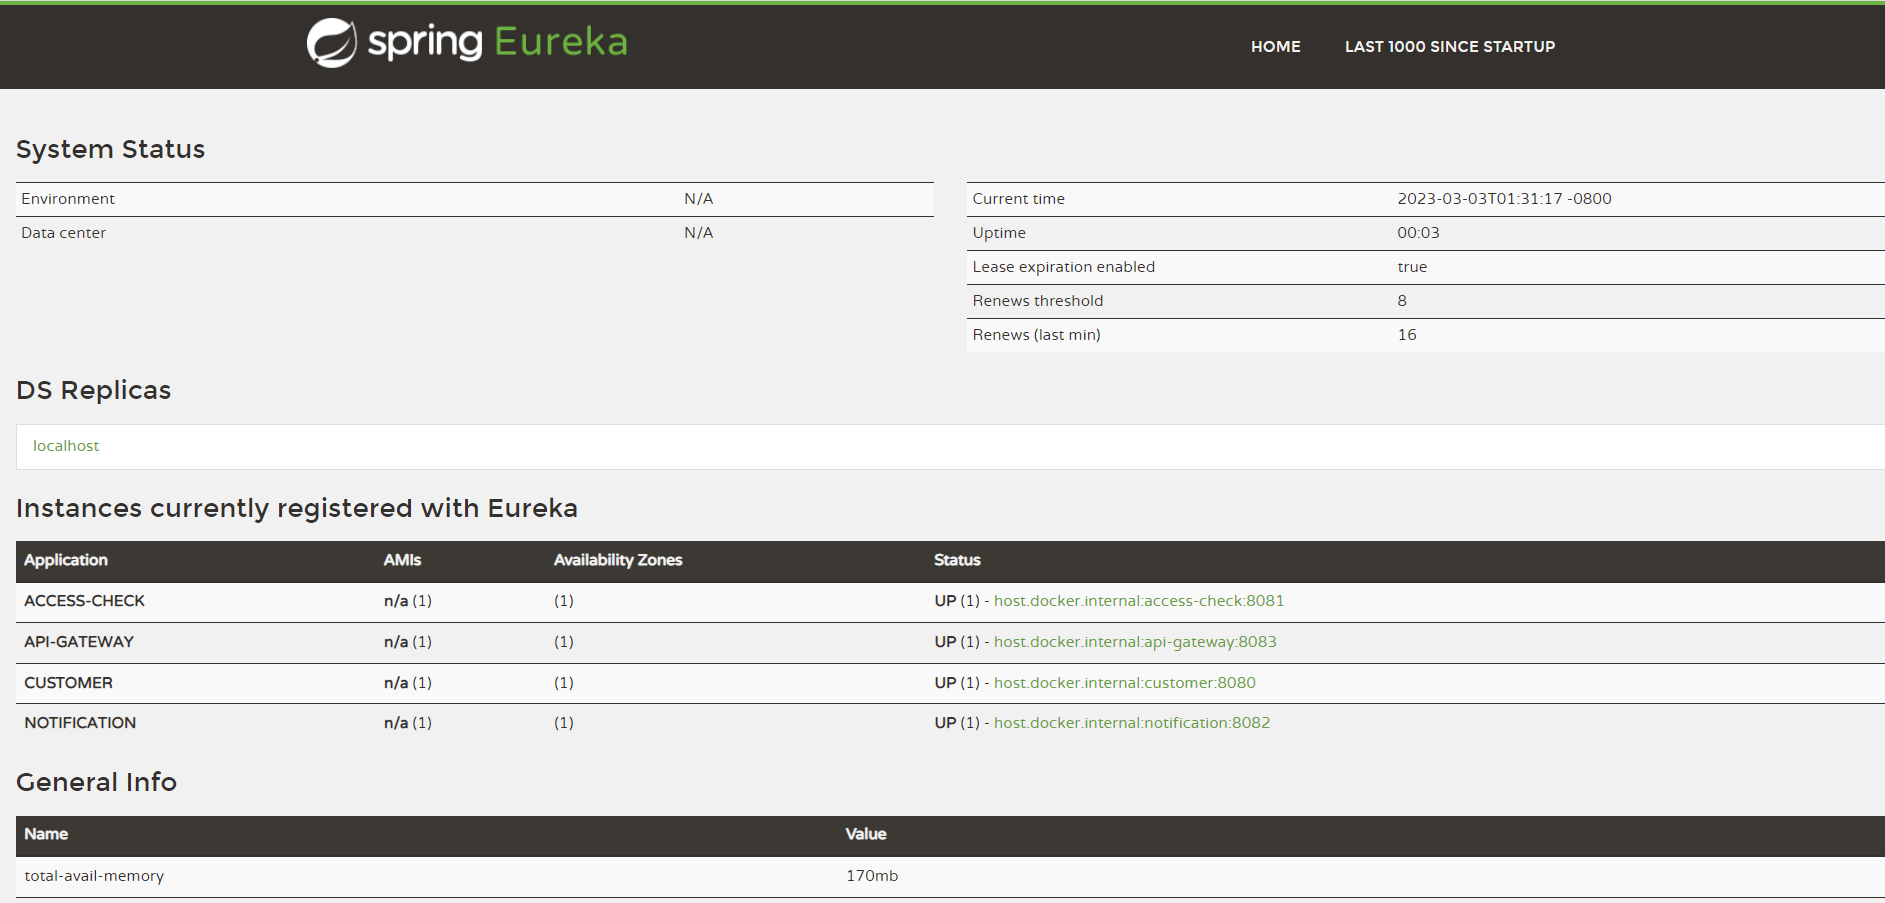 spring Eureka
HOME LAST 1000 SINCE STARTUP
System Status
Environment N/A
Data center N/A
Current time 2023-03-03T01:31:17 -0800
Uptime 00:03
Lease expiration enabled true
Renews threshold 8
Renews (last min) 16
DS Replicas
localhost
Instances currently registered with Eureka
Application AMIs Availability Zones Status
ACCESS-CHECK n/a (1) (1) UP (1) - host.docker.internal:access-check:8081
API-GATEWAY n/a (1) (1) UP (1) - host.docker.internal:api-gateway:8083
CUSTOMER n/a (1) (1) UP (1) - host.docker.internal:customer:8080
NOTIFICATION n/a (1) (1) UP (1) - host.docker.internal:notification:8082
General Info
Name Value
total-avail-memory 170mb